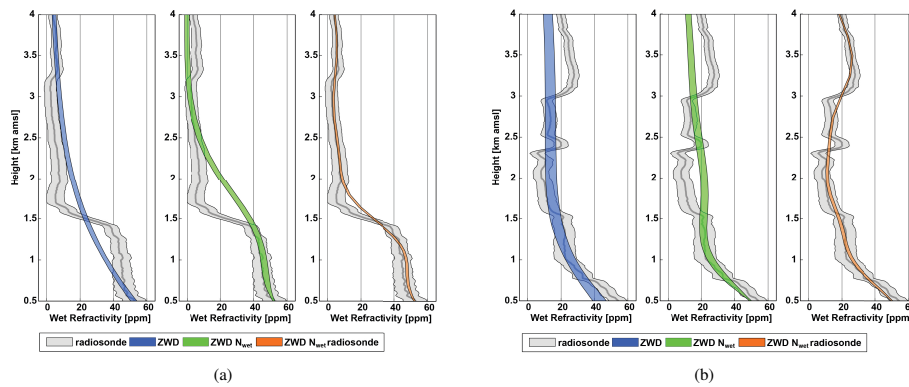 4
3.5
3
2.5
2
1.5
1
0.5
Height [km amsl]
0 20 40 60
0 20 40 60
0 20 40 60
Wet Refractivity [ppm] Wet Refractivity [ppm] Wet Refractivity [ppm]
radiosonde ZWD ZWD Nwet ZWD Nwet radiosonde
(a)
4
3.5
3
2.5
2
1.5
1
0.5
Height [km amsl]
0 20 40 60
0 20 40 60
0 20 40 60
Wet Refractivity [ppm] Wet Refractivity [ppm] Wet Refractivity [ppm]
radiosonde ZWD ZWD Nwet ZWD Nwet radiosonde
(b)